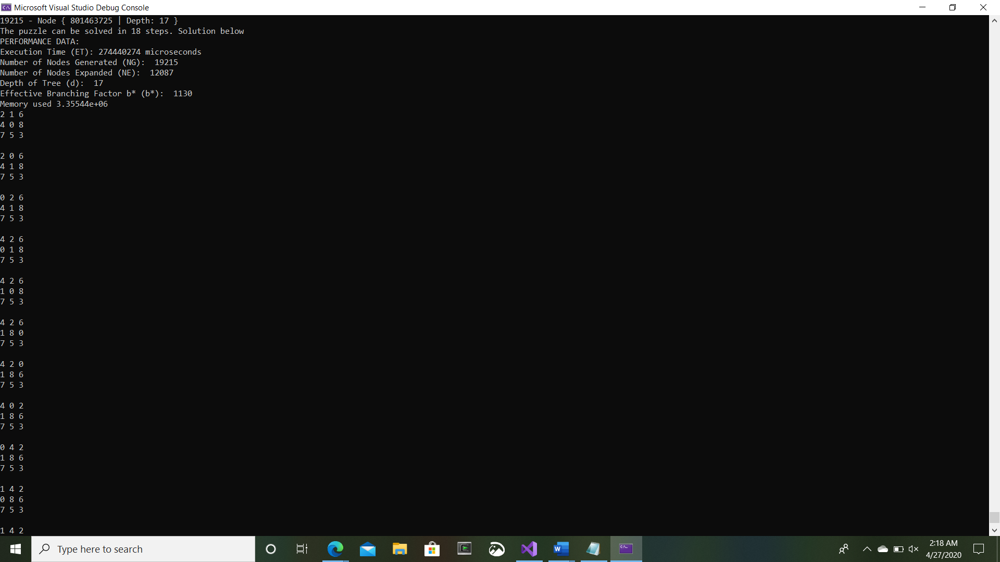 Microsoft Visual Studio Debug Console
19215 - Node { 801463725 | Depth: 17 }
The puzzle can be solved in 18 steps. Solution below
PERFORMANCE DATA:
Execution Time (ET): 274440274 microseconds
Number of Nodes Generated (NG):  19215
Number of Nodes Expanded (NE):  12087
Depth of Tree (d):  17
Effective Branching Factor b* (b*):  1130
Memory used 3.35544e+06
2 1 6
4 0 8
7 5 3

2 0 6
4 1 8
7 5 3

0 2 6
4 1 8
7 5 3

4 2 6
0 1 8
7 5 3

4 2 6
1 0 8
7 5 3

4 2 6
1 8 0
7 5 3

4 2 0
1 8 6
7 5 3

4 0 2
1 8 6
7 5 3

0 4 2
1 8 6
7 5 3

1 4 2
0 8 6
7 5 3

1 4 2
Type here to search
2:18 AM
4/27/2020